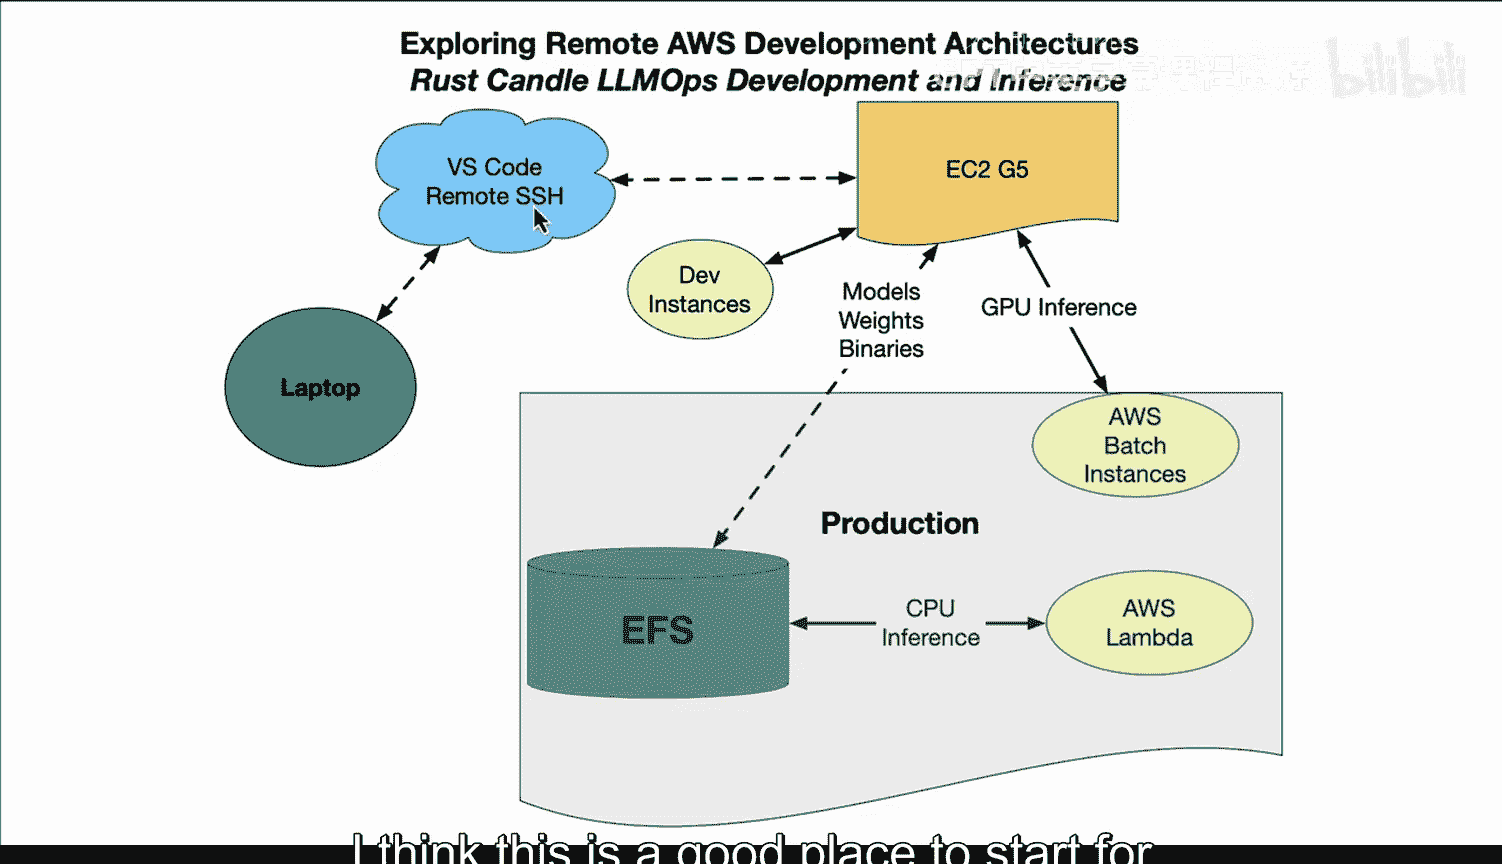 Exploring Remote AWS Development Architectures
Rust Candle LLMOps Development and Inference
bilibili
VS Code
Remote SSH
EC2 G5
Dev
Instances
Models
Weights
Binaries
GPU Inference
Laptop
AWS
Batch
Instances
Production
EFS
CPU
Inference
AWS
Lambda
I think this is a good place to start for